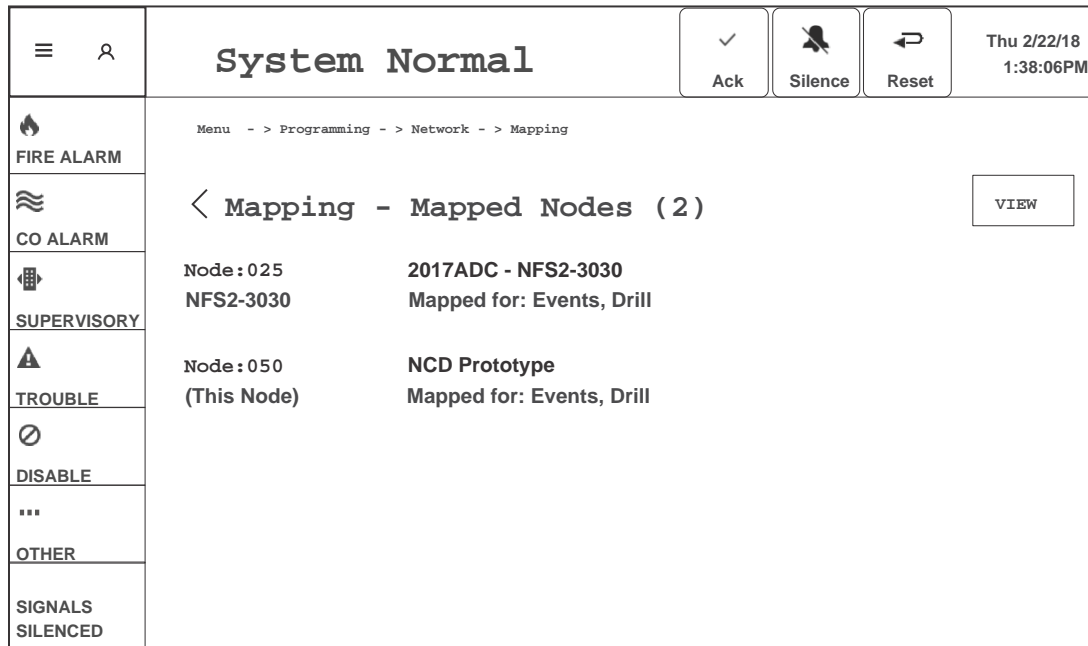 System Normal
Ack
Silence
Reset
Thu 2/22/18
1:38:06PM
FIRE ALARM
CO ALARM
SUPERVISORY
TROUBLE
DISABLE
OTHER
SIGNALS
SILENCED
Menu - > Programming - > Network - > Mapping
Mapping - Mapped Nodes (2)
VIEW
Node:025 2017ADC - NFS2-3030
NFS2-3030 Mapped for: Events, Drill
Node:050 NCD Prototype
(This Node) Mapped for: Events, Drill